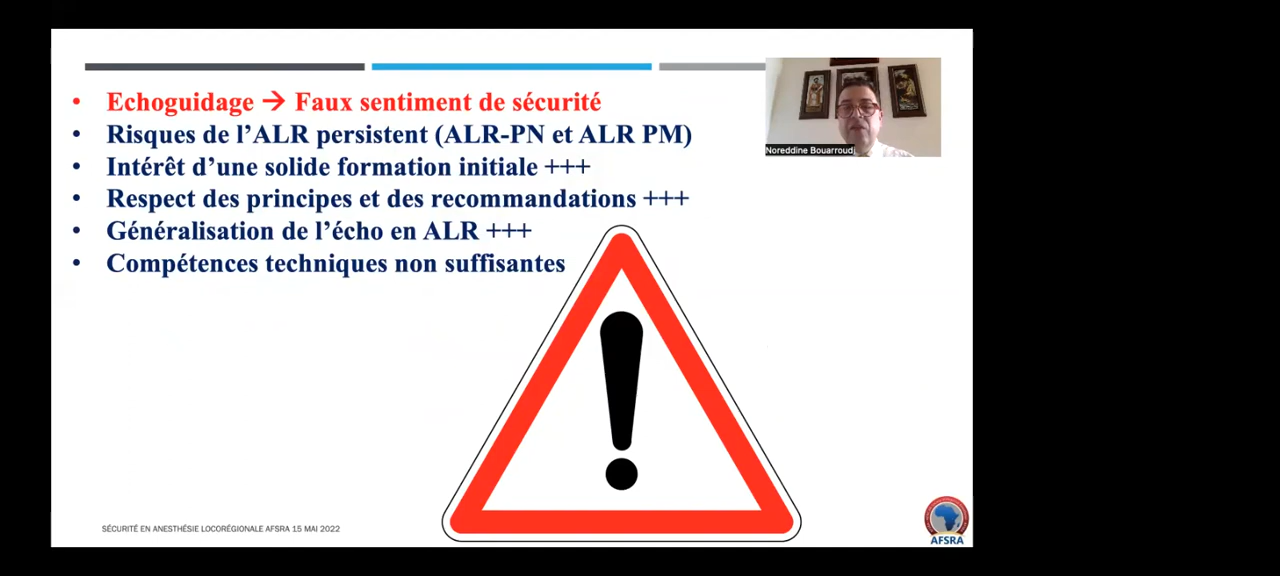 • Echoguidage → Faux sentiment de sécurité
• Risques de l'ALR persistent (ALR-PN et ALR PM)
• Intérêt d'une solide formation initiale +++
• Respect des principes et des recommandations +++
• Généralisation de l'écho en ALR +++
• Compétences techniques non suffisantes
Noreddine Bouarroudj
!
SÉCURITÉ EN ANESTHÉSIE LOCORÉGIONALE AFSRA 15 MAI 2022
AFSRA